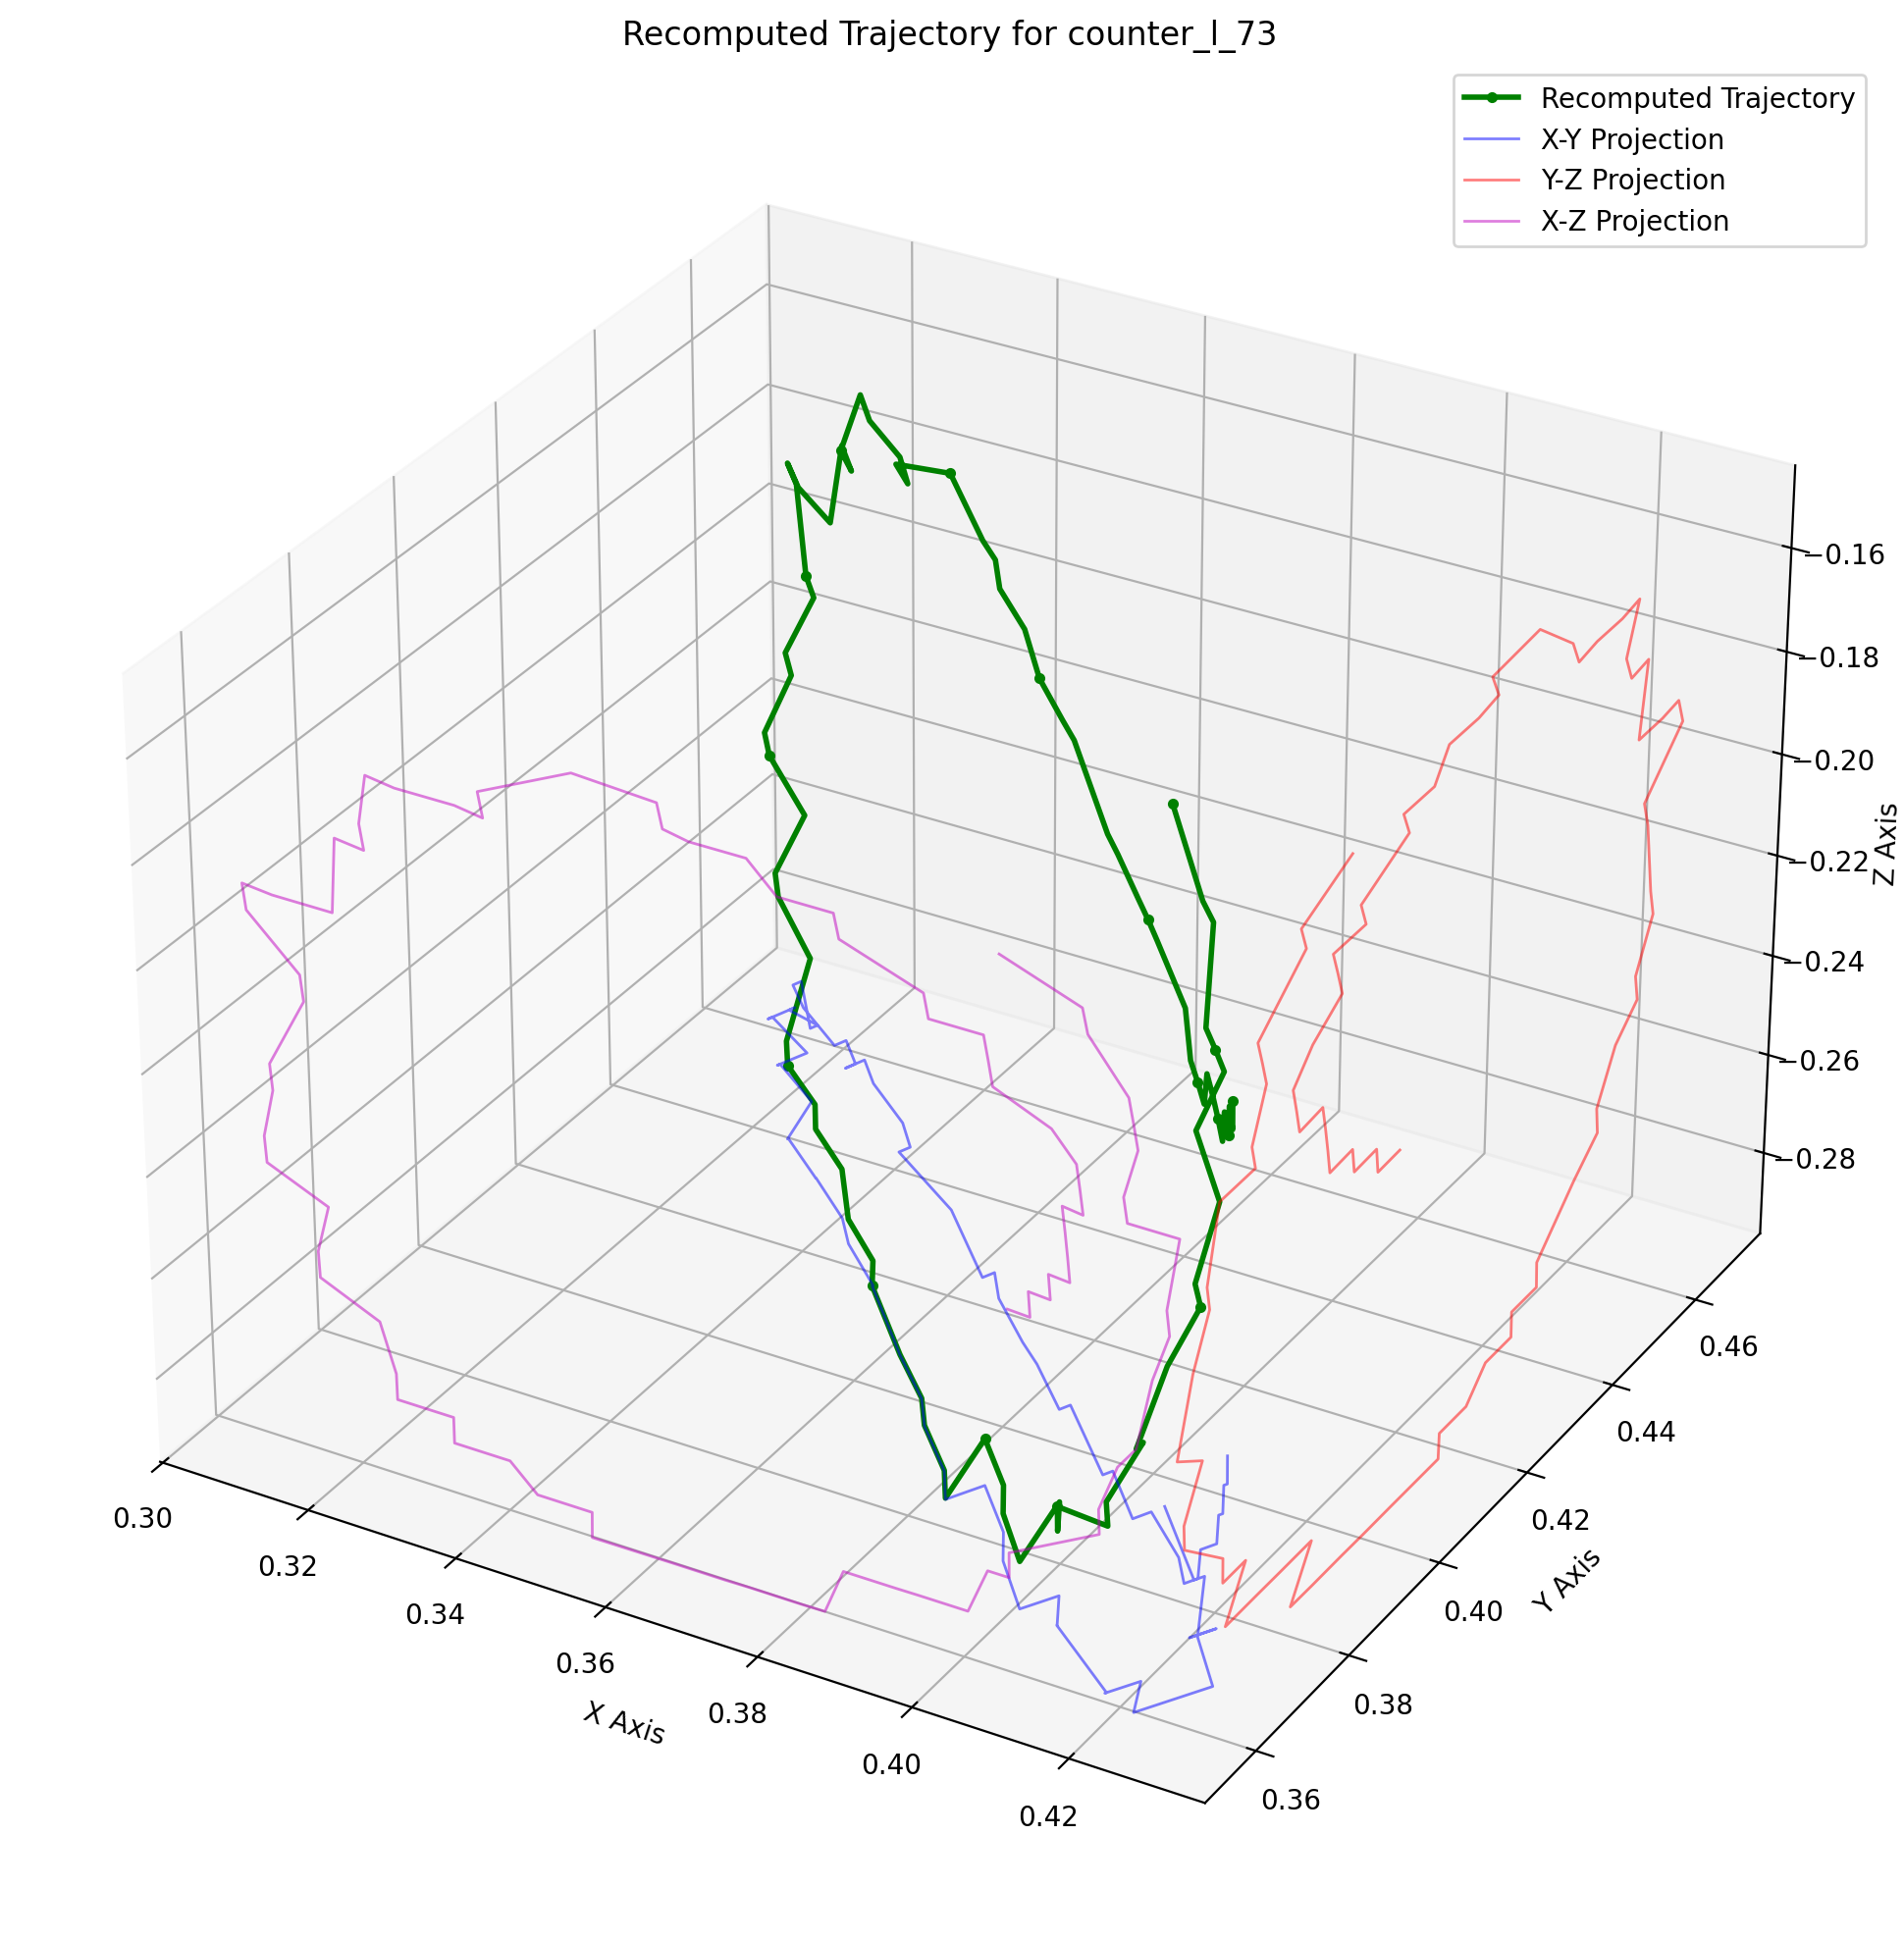 Recomputed Trajectory for counter_l_73
Recomputed Trajectory
X-Y Projection
Y-Z Projection
X-Z Projection
−0.16
−0.18
−0.20
−0.22
−0.24
−0.26
−0.28
Z Axis
0.46
0.44
0.42
0.40
0.38
0.36
Y Axis
0.30
0.32
0.34
0.36
0.38
0.40
0.42
X Axis